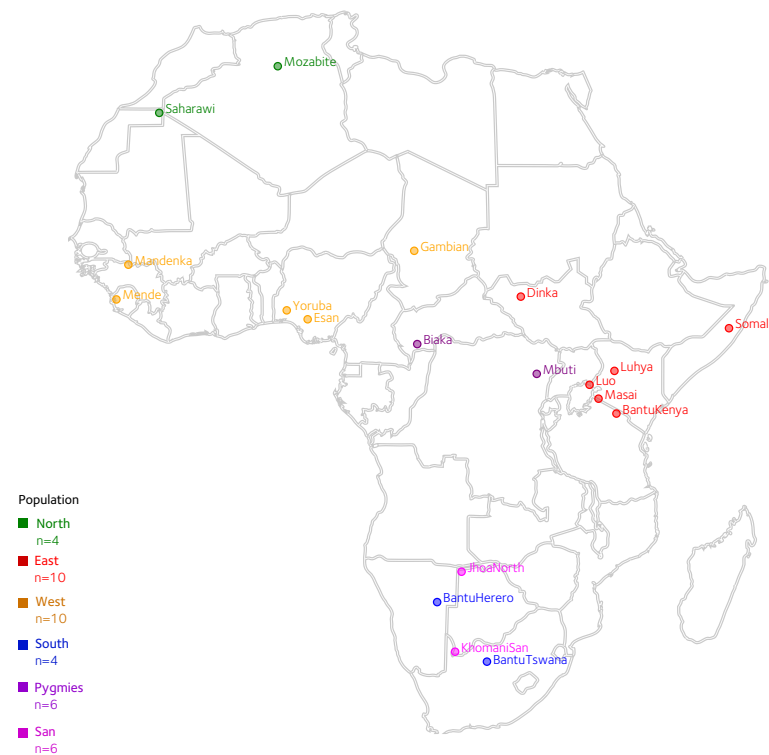 Mozabite
Saharawi
Gambian
Mandenka
Dinka
Mende
Yoruba
Esan
Somal
Biaka
Luhya
Mbuti
Luo
Masai
BantuKenya
Population
North
n=4
East
n=10
West
n=10
South
n=4
Pygmies
n=6
San
n=6
JhoaNorth
BantuHerero
KhomaniSan
BantuTswana